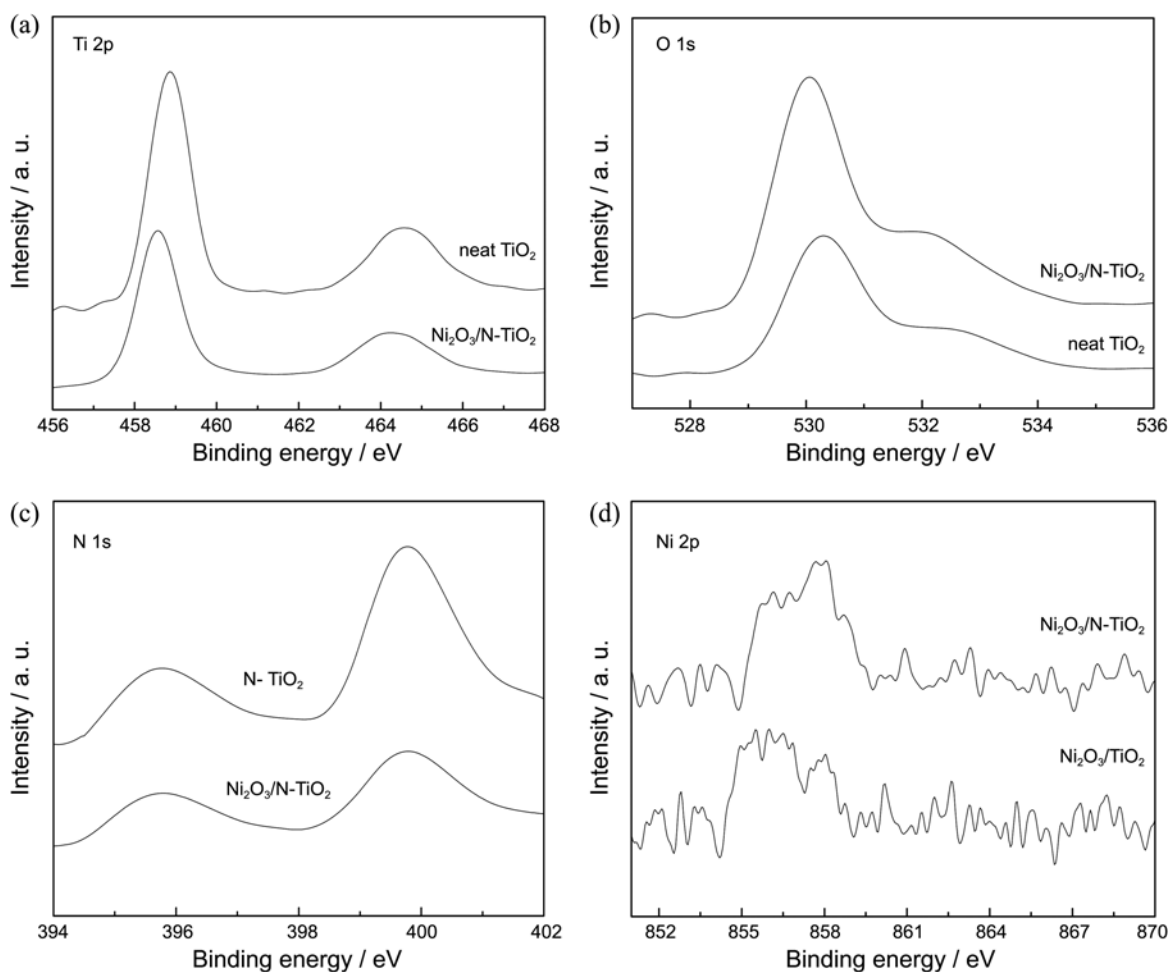 (a)
Ti 2p
neat TiO₂
Ni₂O₃/N-TiO₂
Intensity / a. u.
456 458 460 462 464 466 468
Binding energy / eV
(b)
O 1s
Ni₂O₃/N-TiO₂
neat TiO₂
Intensity / a. u.
528 530 532 534 536
Binding energy / eV
(c)
N 1s
N- TiO₂
Ni₂O₃/N-TiO₂
Intensity / a. u.
394 396 398 400 402
Binding energy / eV
(d)
Ni 2p
Ni₂O₃/N-TiO₂
Ni₂O₃/TiO₂
Intensity / a. u.
852 855 858 861 864 867 870
Binding energy / eV